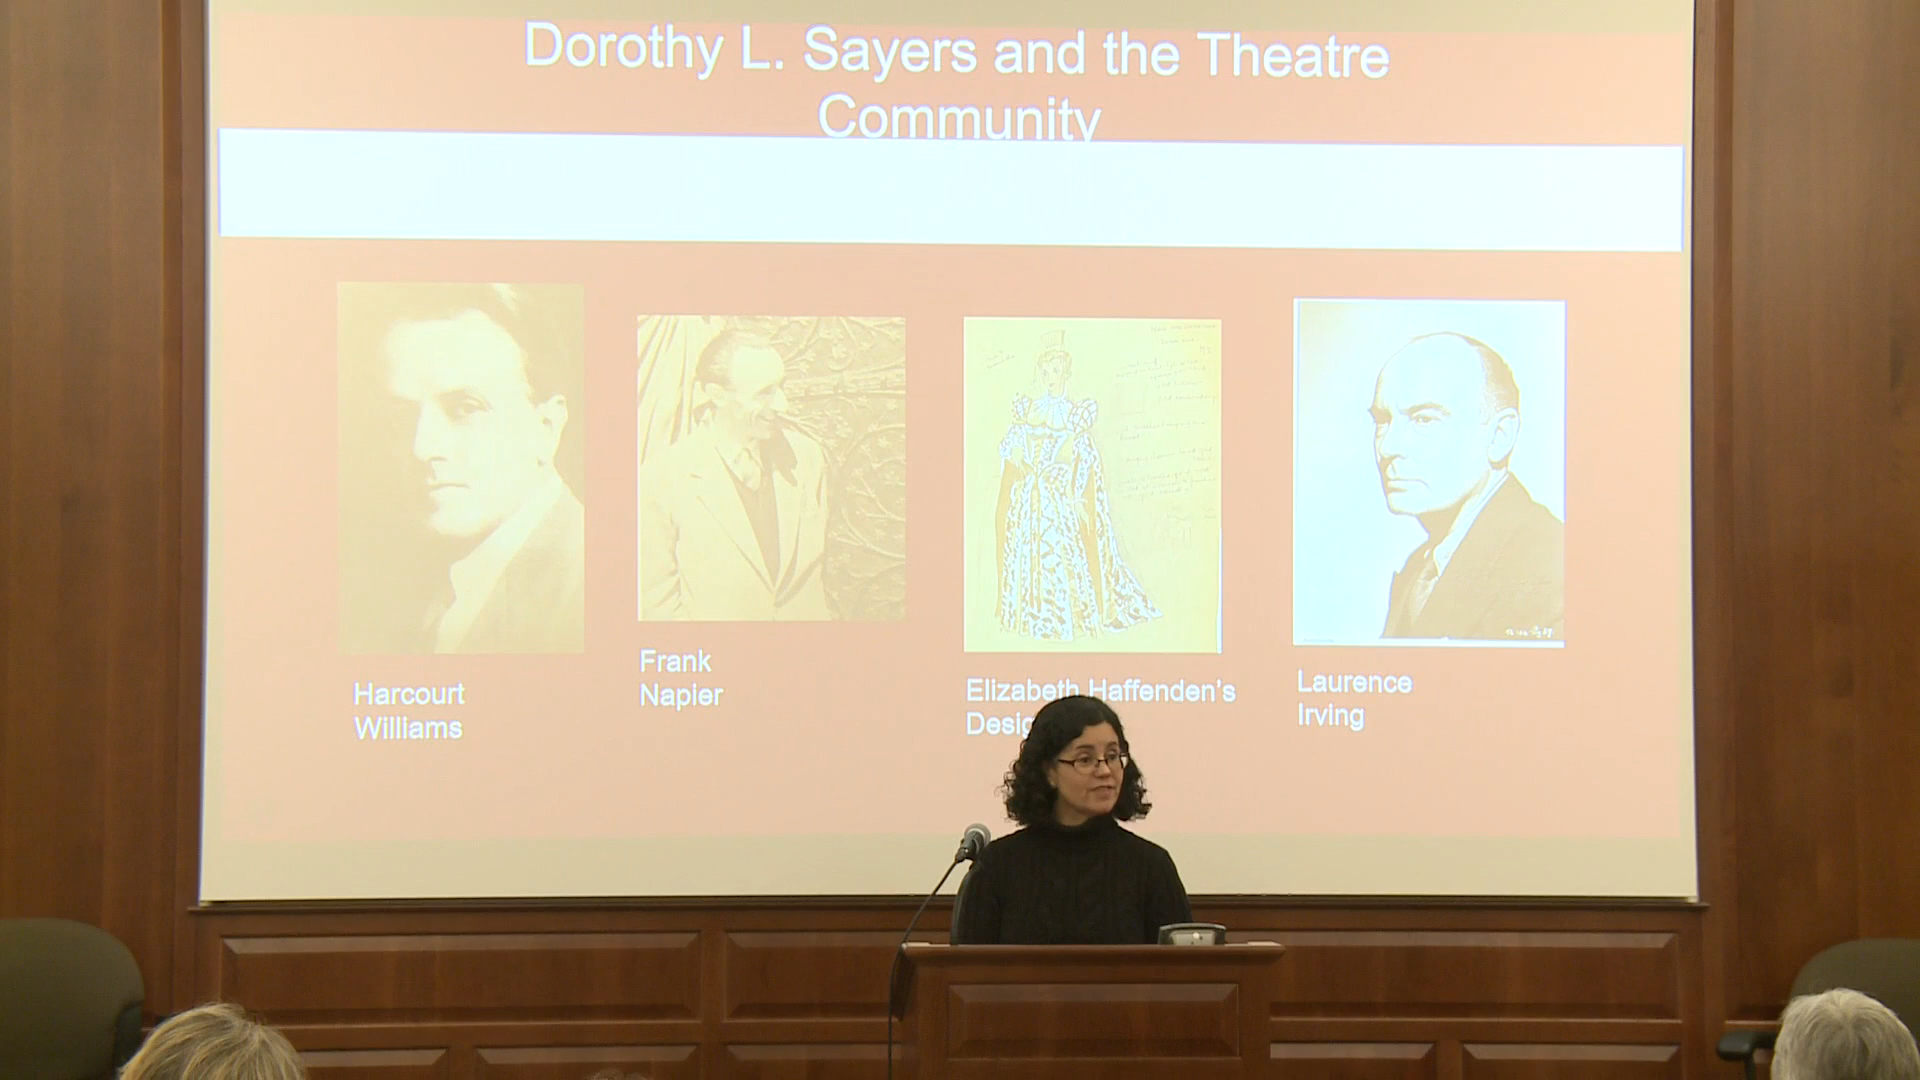 Dorothy L. Sayers and the Theatre
Community
Harcourt
Williams
Frank
Napier
Elizabeth Haffenden's
Laurence
Irving